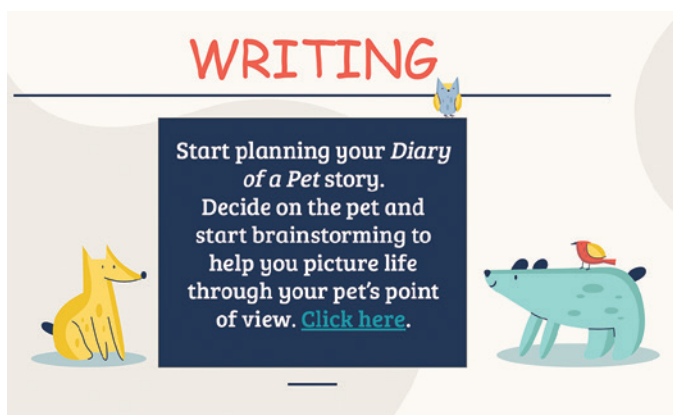 WRITING
Start planning your Diary
of a Pet story.
Decide on the pet and
start brainstorming to
help you picture life
through your pet's point
of view. Click here.